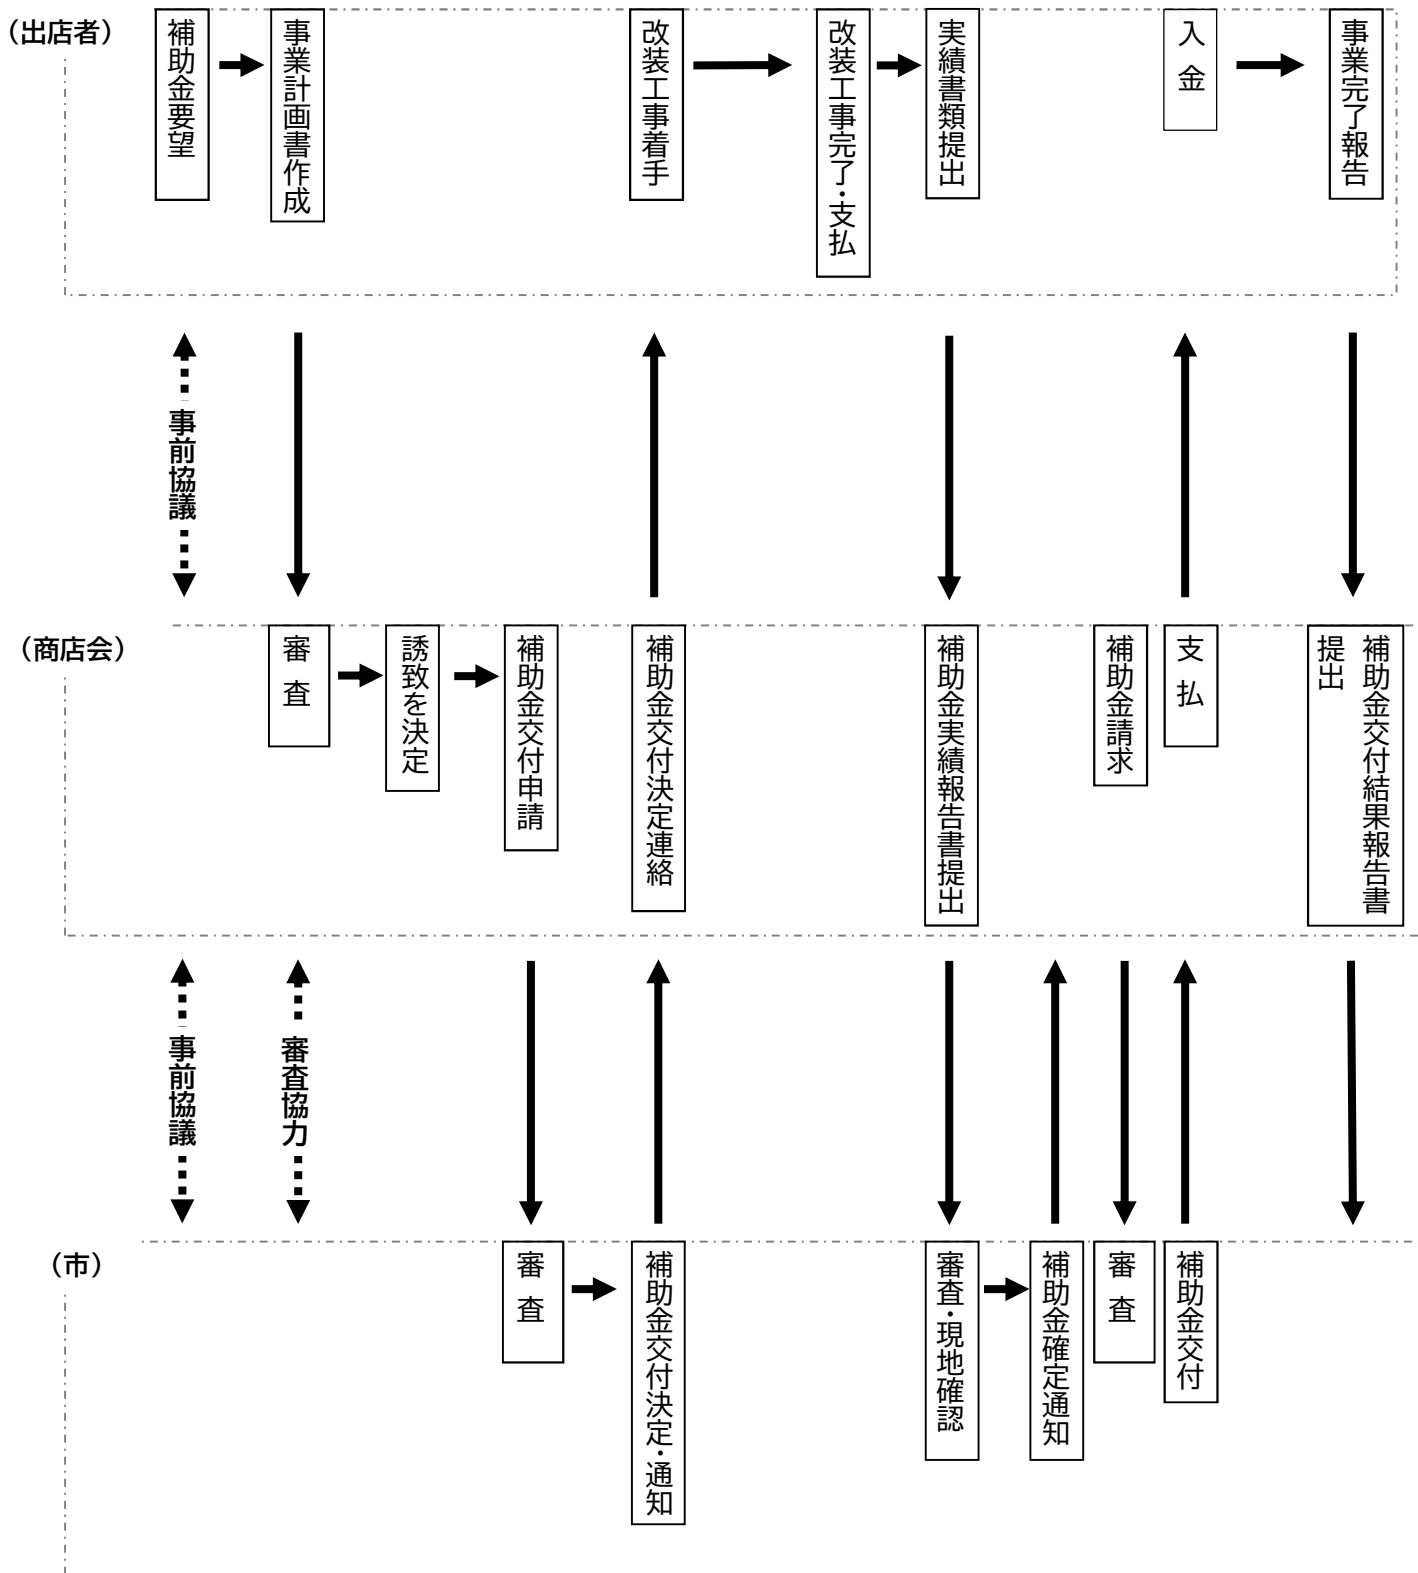 （出店者）
補助金要望
事業計画書作成
改装工事着手
改装工事完了・支払
実績書類提出
入金
事業完了報告
事前協議
（商店会）
審査
誘致を決定
補助金交付申請
補助金交付決定連絡
補助金実績報告書提出
補助金請求
支払
補助金交付結果報告書
提出
事前協議
審査協力
（市）
審査
補助金交付決定・通知
審査・現地確認
補助金確定通知
審査
補助金交付